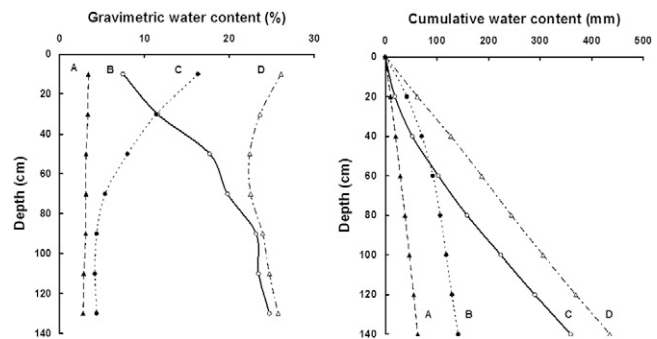 Gravimetric water content (%)
0 10 20 30
0
20
40
60
80
100
120
140
Depth (cm)
A B C D
Cumulative water content (mm)
0 100 200 300 400 500
0
20
40
60
80
100
120
140
Depth (cm)
A B C D